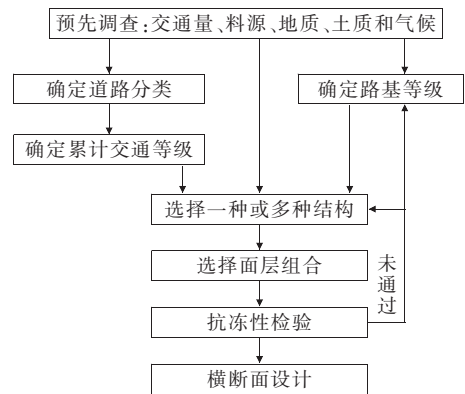 预先调查:交通量、料源、地质、土质和气候
确定道路分类
确定路基等级
确定累计交通等级
选择一种或多种结构
选择面层组合
未通过
抗冻性检验
横断面设计